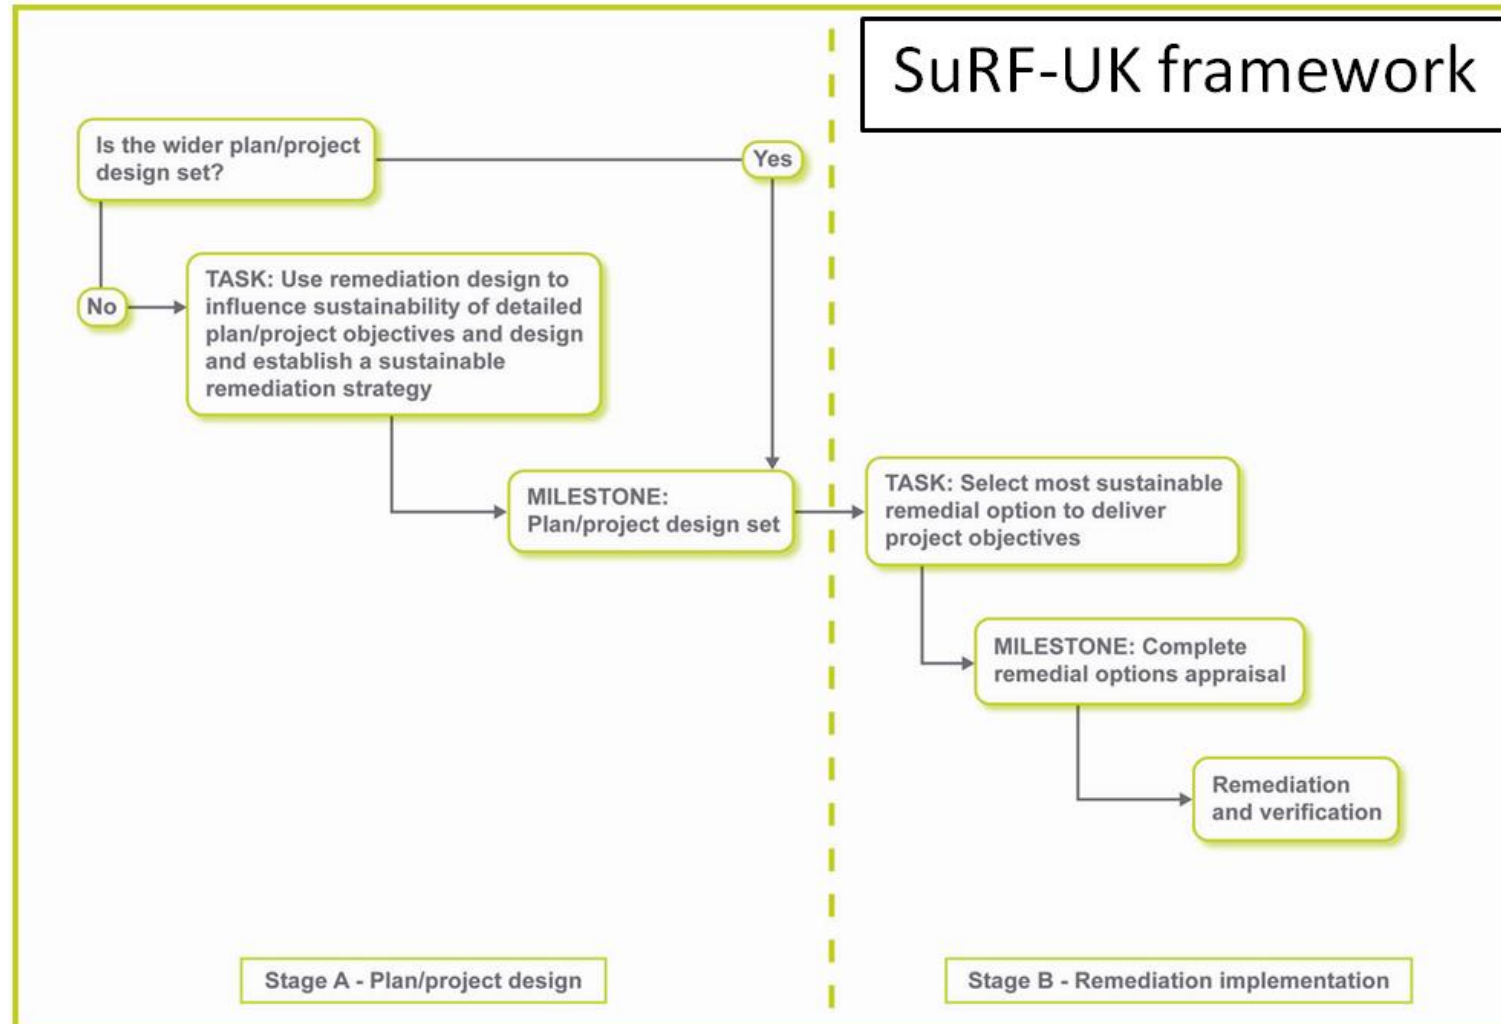 SuRF-UK framework
Is the wider plan/project
design set?
Yes
No
TASK: Use remediation design to
influence sustainability of detailed
plan/project objectives and design
and establish a sustainable
remediation strategy
MILESTONE:
Plan/project design set
TASK: Select most sustainable
remedial option to deliver
project objectives
MILESTONE: Complete
remedial options appraisal
Remediation
and verification
Stage A - Plan/project design
Stage B - Remediation implementation